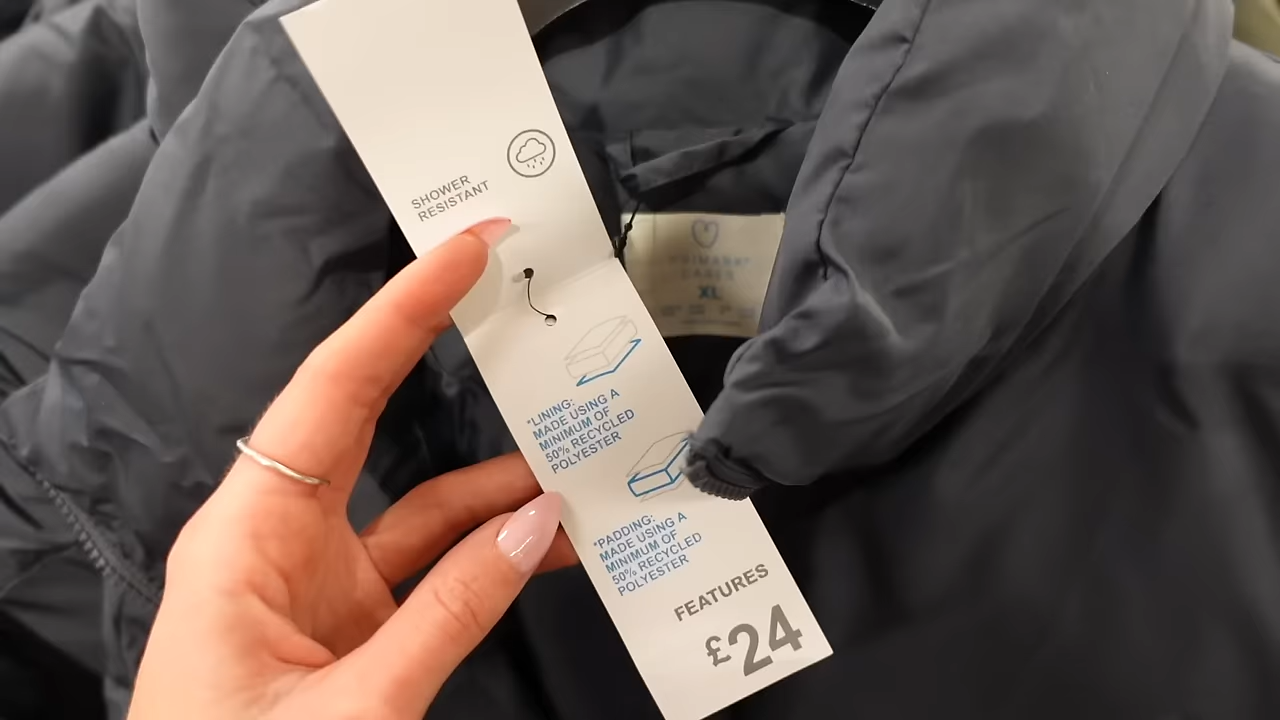 SHOWER
RESISTANT
XL
*LINING:
MADE USING A
MINIMUM OF
50% RECYCLED
POLYESTER
*PADDING:
MADE USING A
MINIMUM OF
50% RECYCLED
POLYESTER
FEATURES
£24